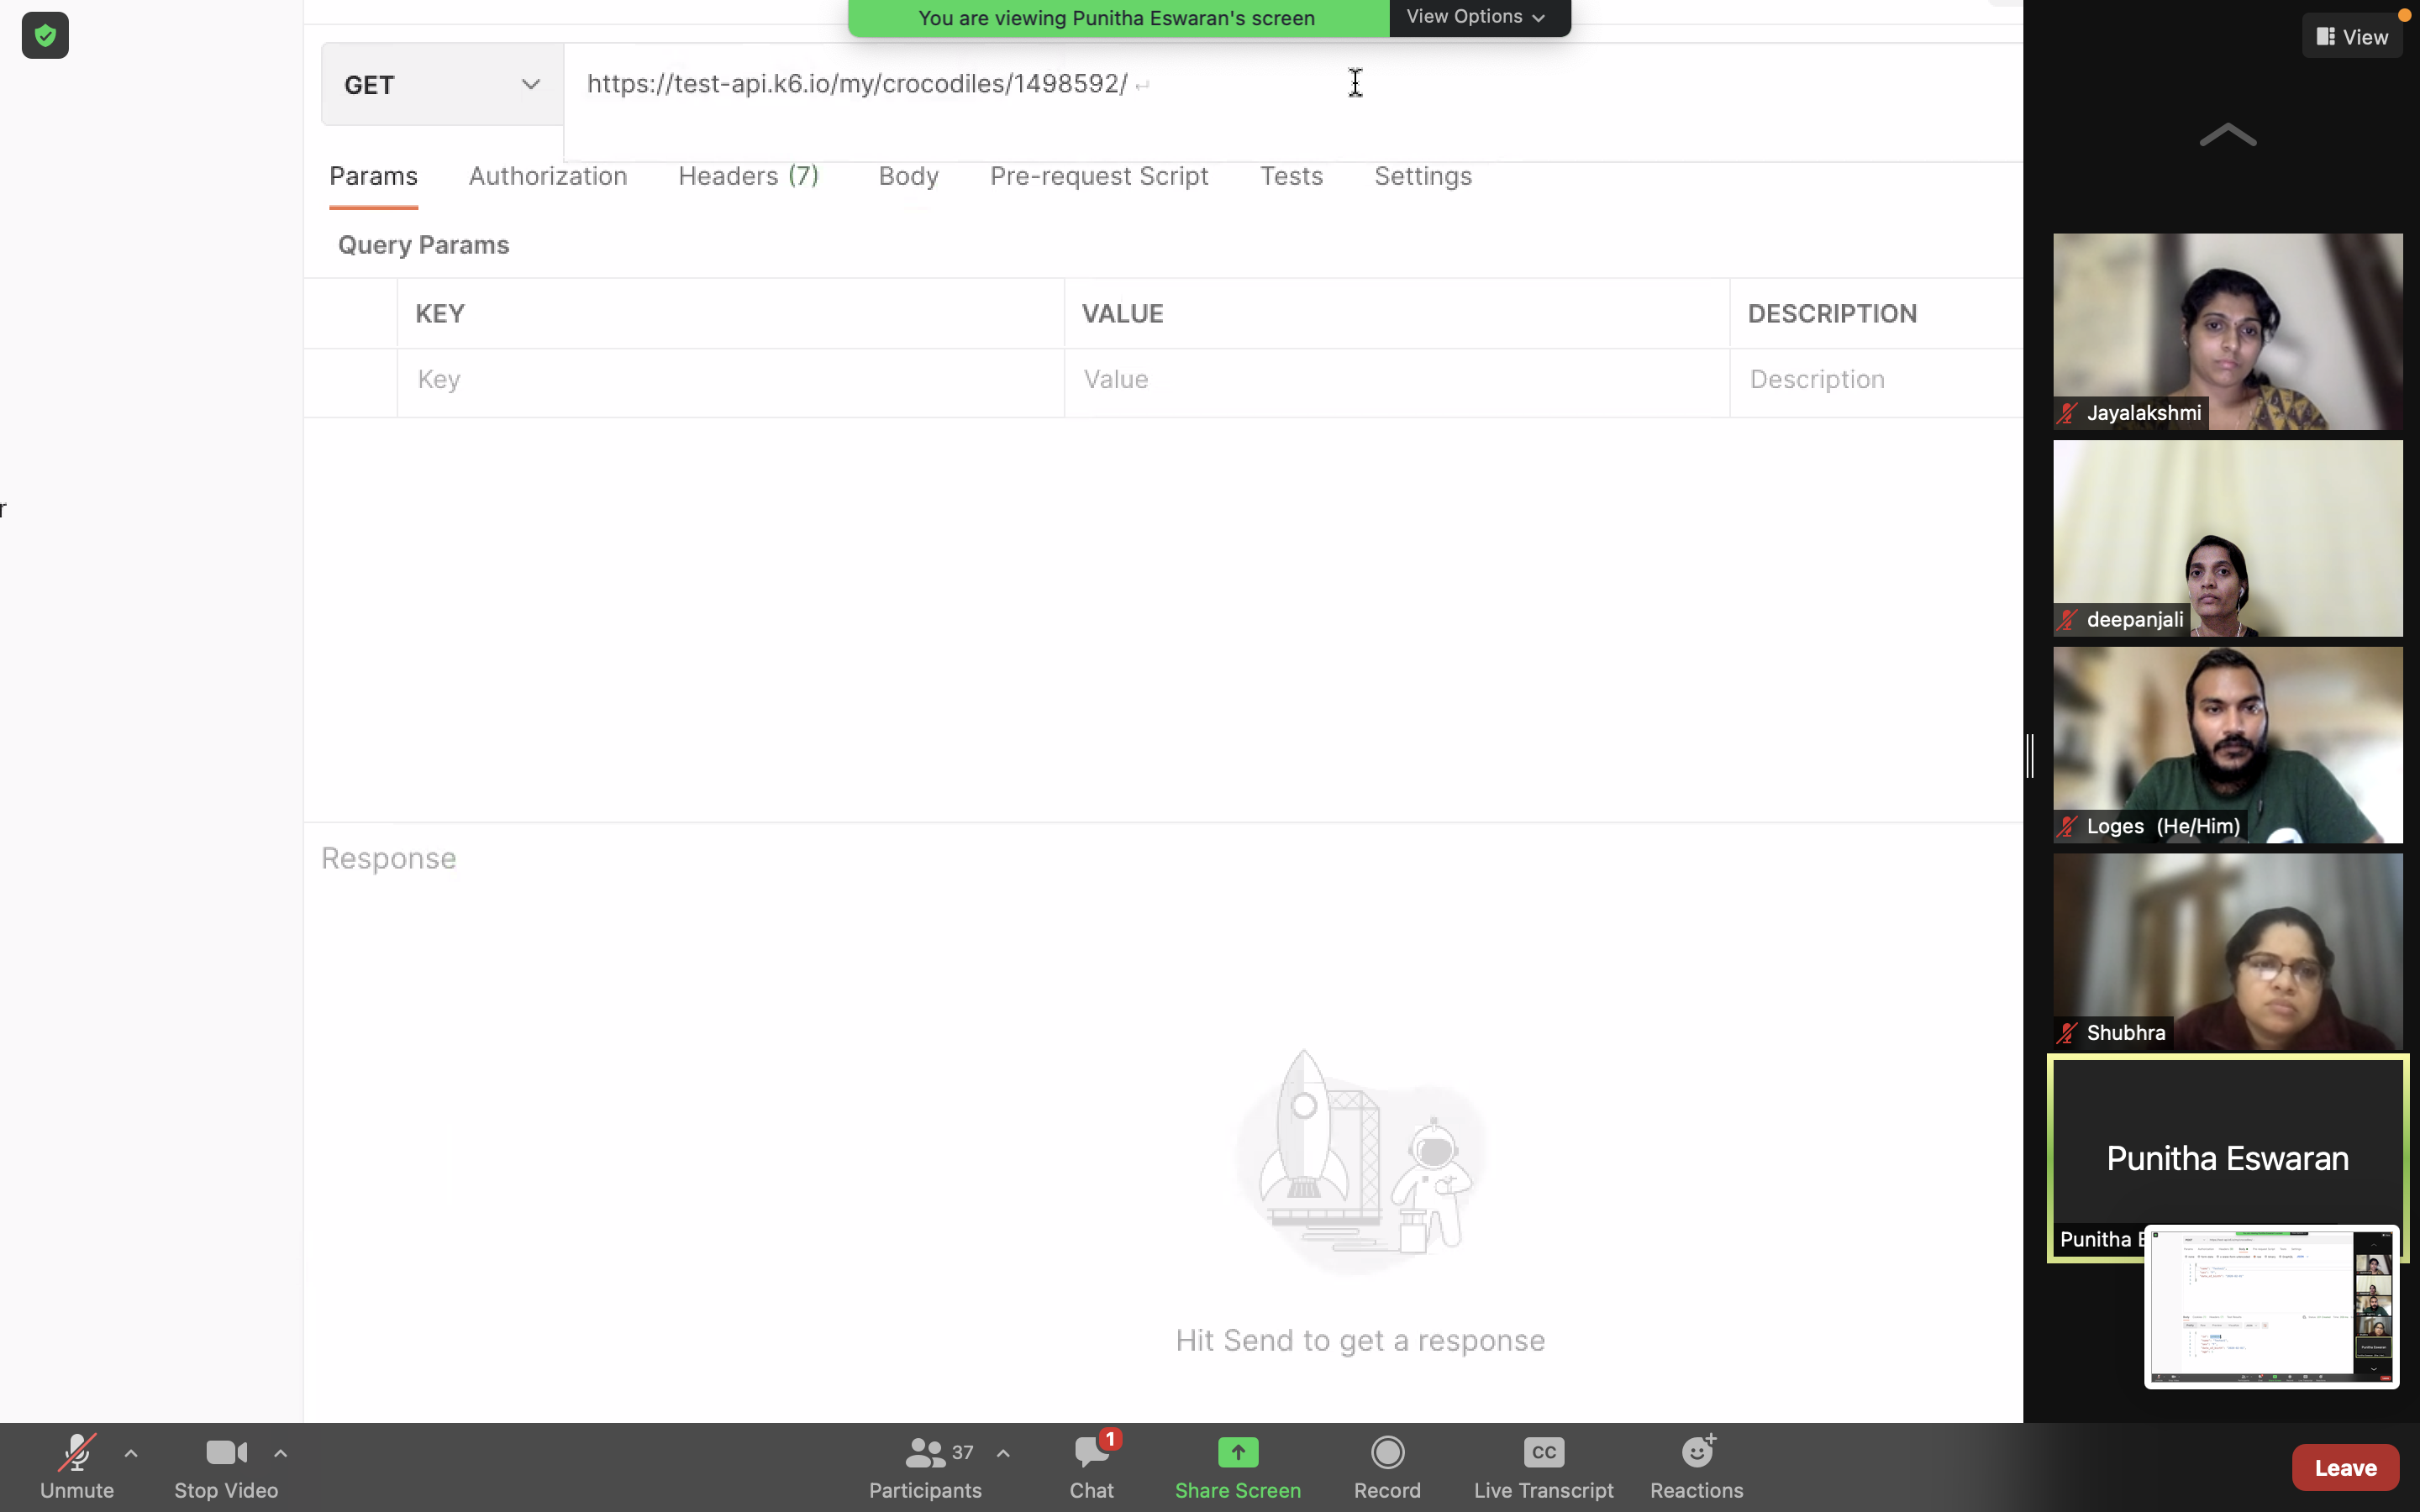 You are viewing Punitha Eswaran's screen
View Options
View
GET
https://test-api.k6.io/my/crocodiles/1498592/
Params Authorization Headers (7) Body Pre-request Script Tests Settings
Query Params
KEY VALUE DESCRIPTION
Key Value Description
r
Response
Hit Send to get a response
Jayalakshmi
deepanjali
Loges (He/Him)
Shubhra
Punitha Eswaran
Punitha E
Unmute
Stop Video
37
Participants
1
Chat
Share Screen
Record
CC
Live Transcript
Reactions
Leave